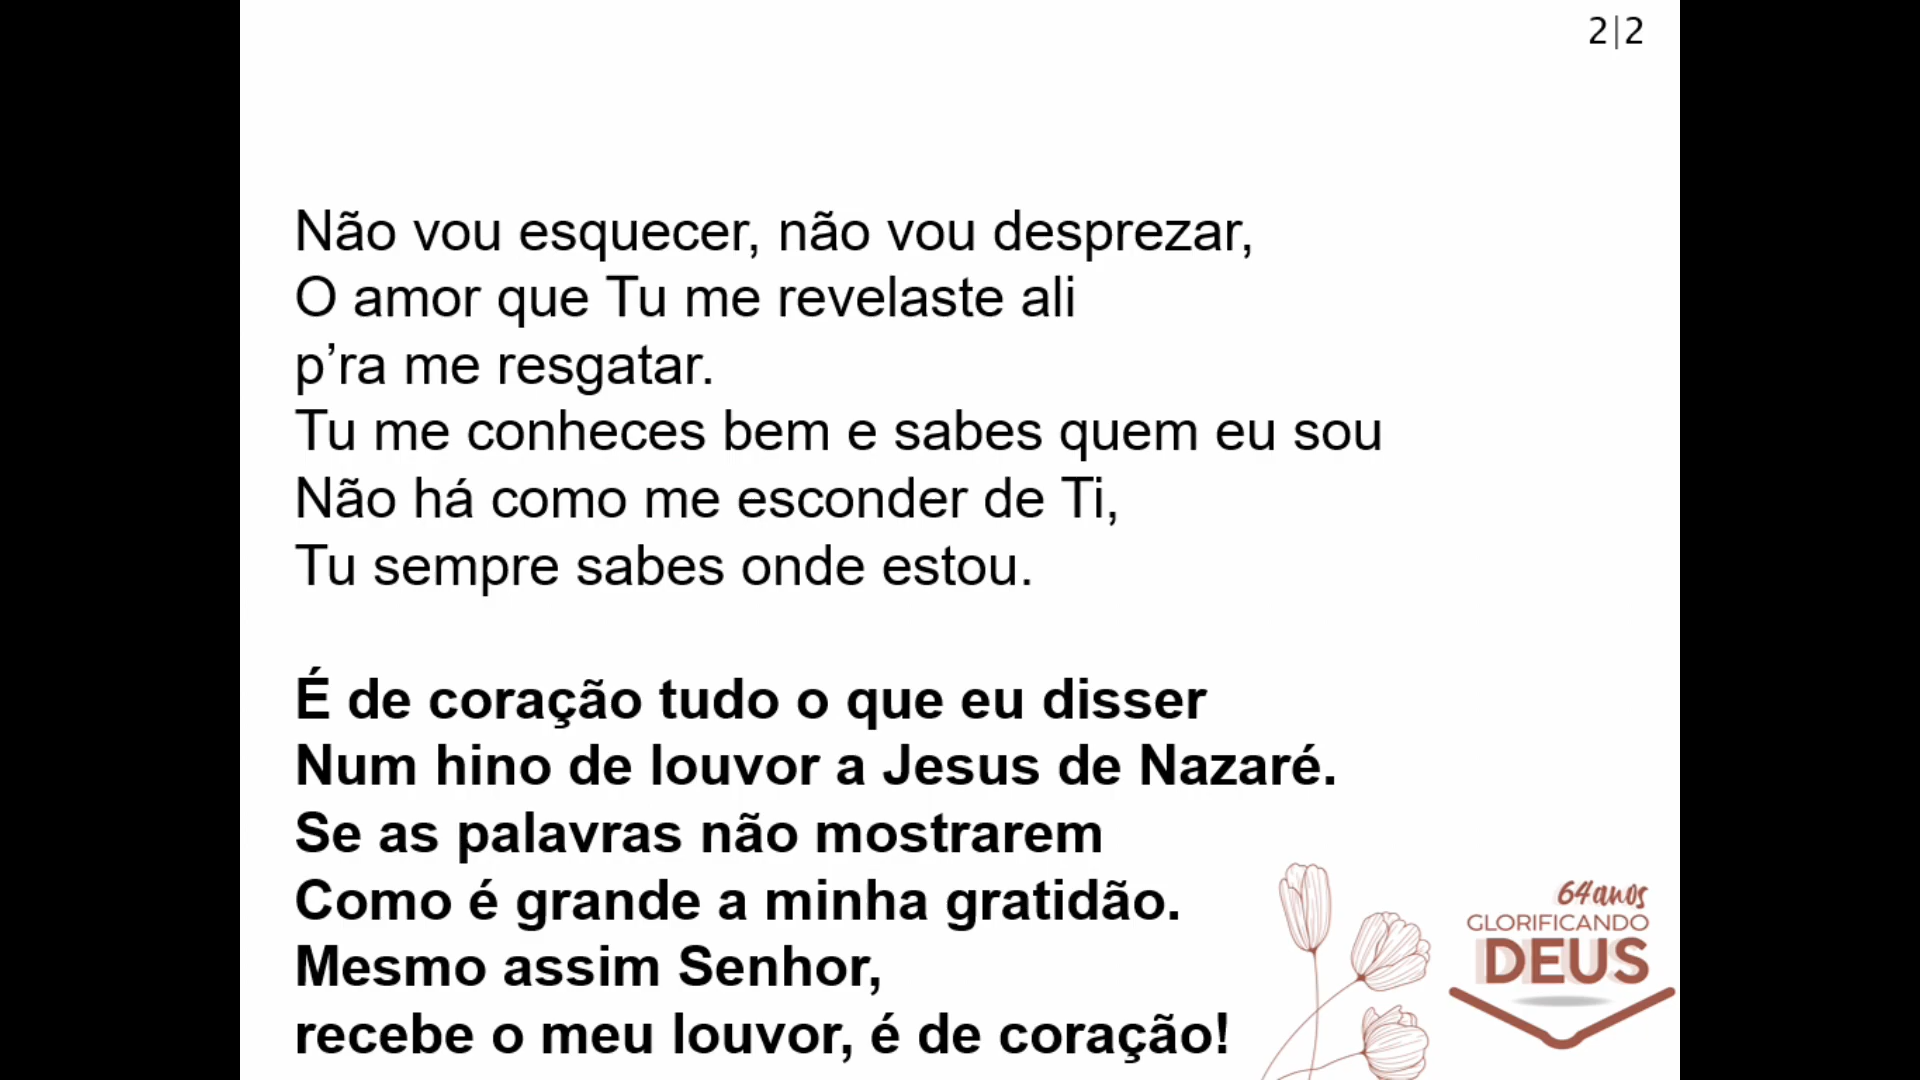 2|2
Não vou esquecer, não vou desprezar,
O amor que Tu me revelaste ali
p’ra me resgatar.
Tu me conheces bem e sabes quem eu sou
Não há como me esconder de Ti,
Tu sempre sabes onde estou.
É de coração tudo o que eu disser
Num hino de louvor a Jesus de Nazaré.
Se as palavras não mostrarem
Como é grande a minha gratidão.
Mesmo assim Senhor,
recebe o meu louvor, é de coração!
64 anos
GLORIFICANDO
DEUS